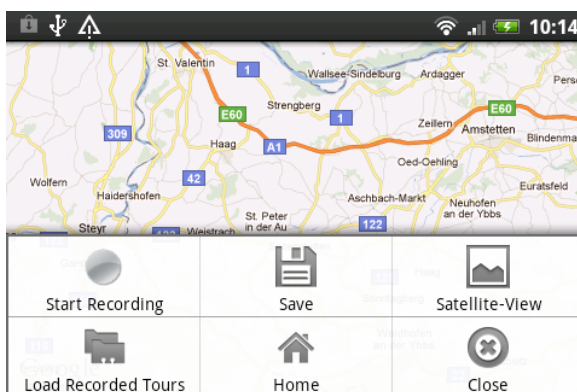 10:14
St. Valentin
1
Wallsee-Sindelburg
Ardagger
E60
Strengberg
1
E60
309
Zeillern
Amstetten
Haag
A1
Blindenma
Oed-Oehling
42
Wolfern
Haidershofen
Aschbach-Markt
Neuhofen
an der Ybbs
Euratsfeld
St. Peter
in der Au
122
Steyr
Weistrach
Start Recording
Save
Satellite-View
Load Recorded Tours
Home
Close